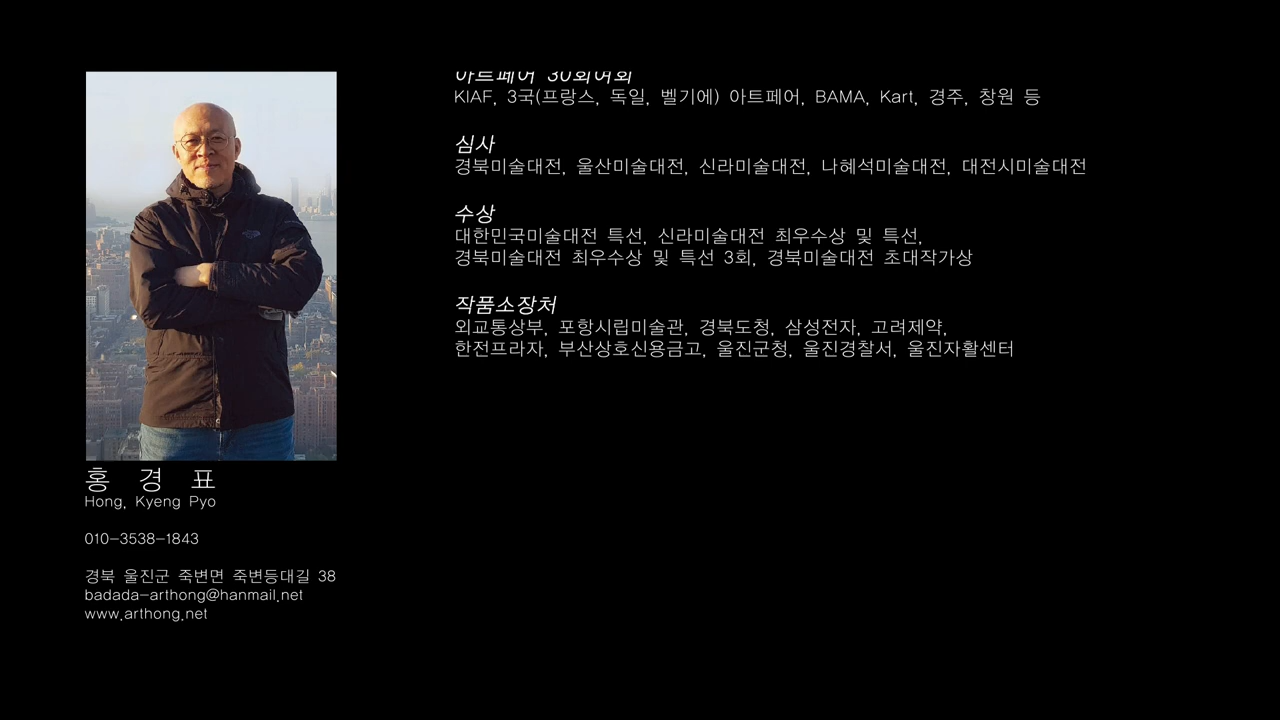 홍 경 표
Hong, Kyeng Pyo
010-3538-1843
경북 울진군 죽변면 죽변등대길 38
badada-arthong@hanmail.net
www.arthong.net
아트페어 30회여회
KIAF, 3국(프랑스, 독일, 벨기에) 아트페어, BAMA, Kart, 경주, 창원 등
심사
경북미술대전, 울산미술대전, 신라미술대전, 나혜석미술대전, 대전시미술대전
수상
대한민국미술대전 특선, 신라미술대전 최우수상 및 특선,
경북미술대전 최우수상 및 특선 3회, 경북미술대전 초대작가상
작품소장처
외교통상부, 포항시립미술관, 경북도청, 삼성전자, 고려제약,
한전프라자, 부산상호신용금고, 울진군청, 울진경찰서, 울진자활센터